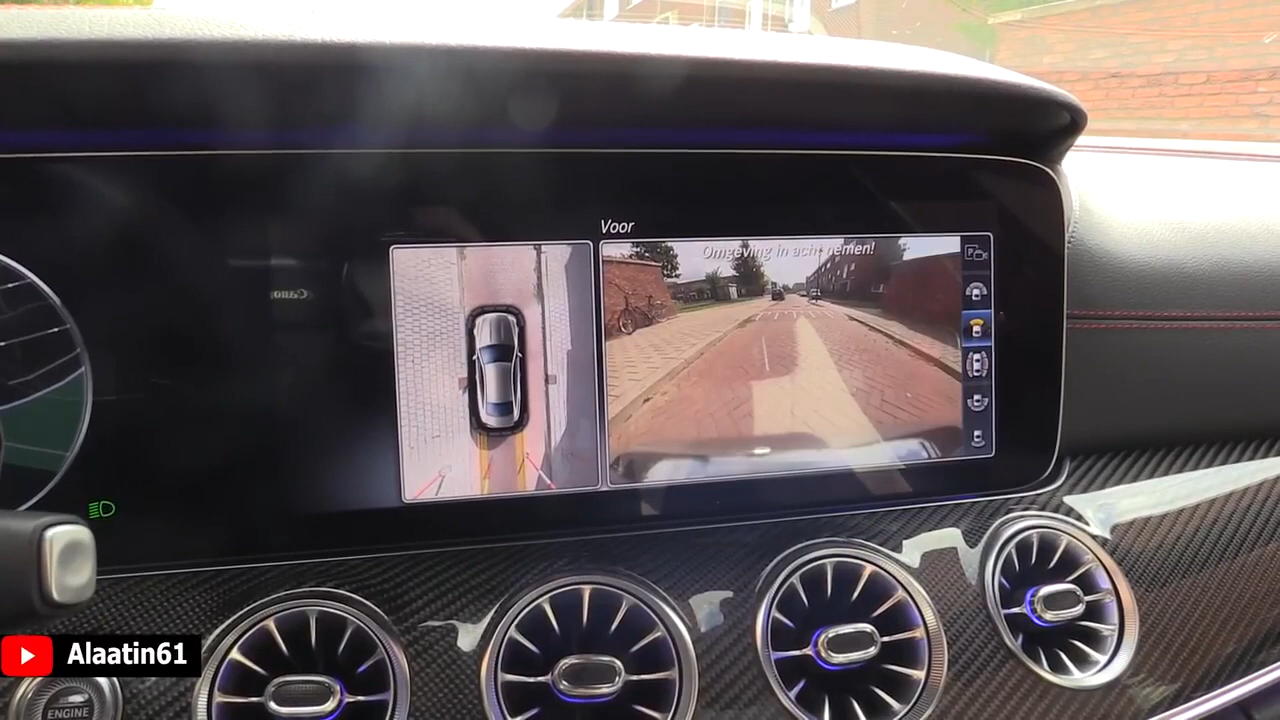 Voor
Omgeving in acht nemen!
P
Alaatin61
ENGINE